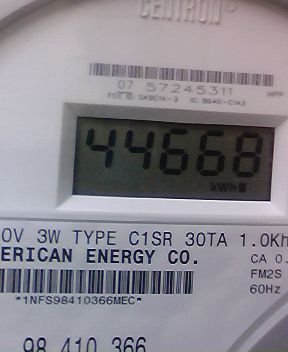 CENTRON
07 57245311
44668
kWh
0V 3W TYPE C1SR 30TA 1.0Kh
ERICAN ENERGY CO.
CA 0.
FM2S
*1NFS98410366MEC*
60Hz
98 410 366